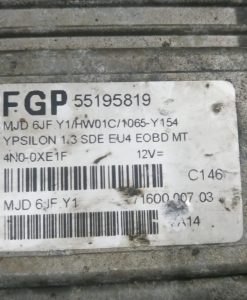 FGP 55195819
MJD 6JF Y1/HW01C/1065-Y154
YPSILON 1.3 SDE EU4 EOBD MT
4N0-0XE1F 12V=
C146
MJD 6JF.Y1 71600.007.03
A14